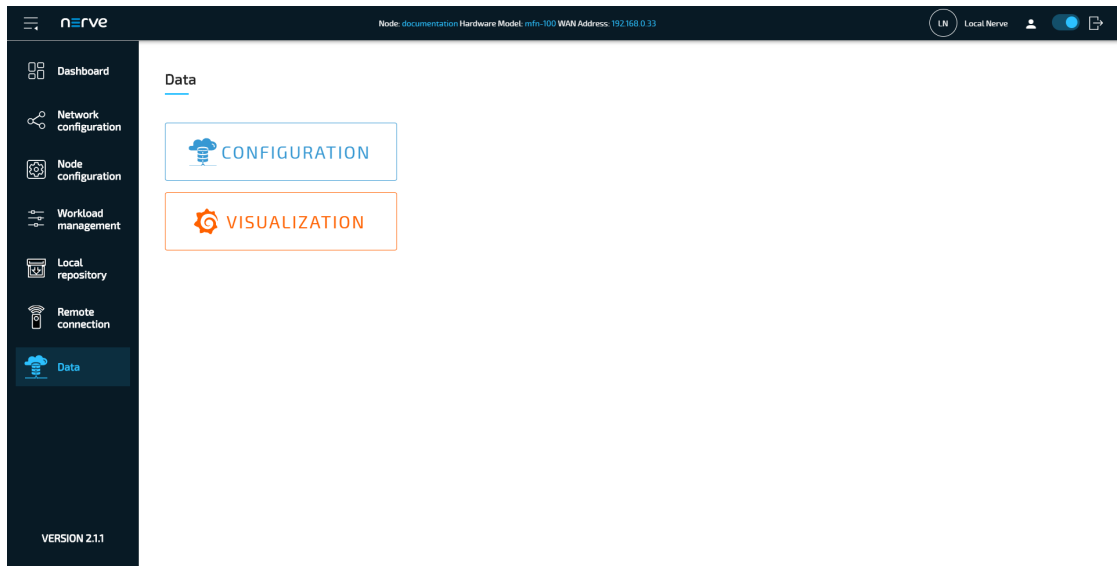 nerve
Node: documentation Hardware Model: mfn-100 WAN Address: 192.168.0.33
LN
Local Nerve
Dashboard
Network
configuration
Node
configuration
Workload
management
Local
repository
Remote
connection
Data
VERSION 2.1.1
Data
CONFIGURATION
VISUALIZATION